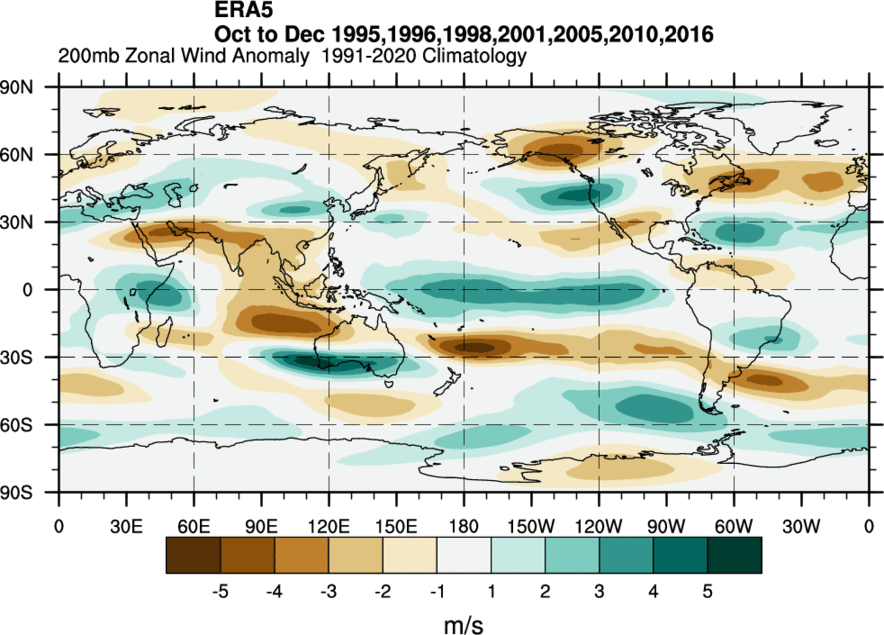 ERA5
Oct to Dec 1995,1996,1998,2001,2005,2010,2016
200mb Zonal Wind Anomaly 1991-2020 Climatology
90N
60N
30N
0
30S
60S
90S
0 30E 60E 90E 120E 150E 180 150W 120W 90W 60W 30W 0
-5 -4 -3 -2 -1 1 2 3 4 5
m/s